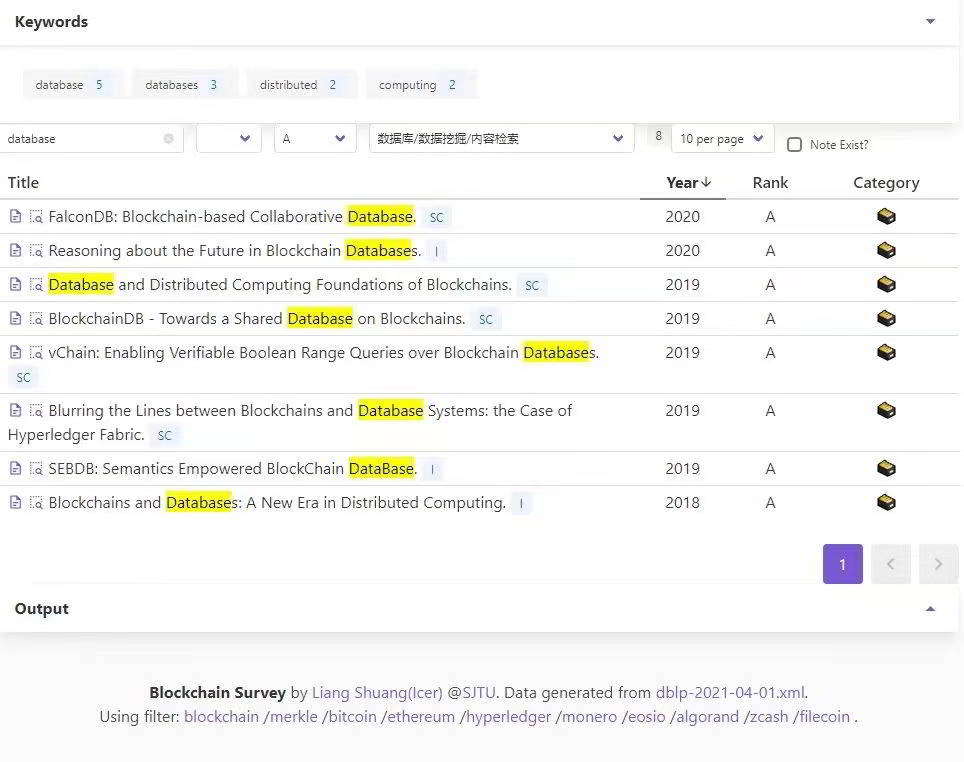 Keywords
database 5 databases 3 distributed 2 computing 2
database A 数据库/数据挖掘/内容检索 8 10 per page Note Exist?
Title Year Rank Category
FalconDB: Blockchain-based Collaborative Database. SC 2020 A
Reasoning about the Future in Blockchain Databases. I 2020 A
Database and Distributed Computing Foundations of Blockchains. SC 2019 A
BlockchainDB - Towards a Shared Database on Blockchains. SC 2019 A
vChain: Enabling Verifiable Boolean Range Queries over Blockchain Databases. 2019 A
SC
Blurring the Lines between Blockchains and Database Systems: the Case of 2019 A
Hyperledger Fabric. SC
SEBDB: Semantics Empowered BlockChain DataBase. I 2019 A
Blockchains and Databases: A New Era in Distributed Computing. I 2018 A
1
Output
Blockchain Survey by Liang Shuang(Icer) @SJTU. Data generated from dblp-2021-04-01.xml.
Using filter: blockchain /merkle /bitcoin /ethereum /hyperledger /monero /eosio /algorand /zcash /filecoin .